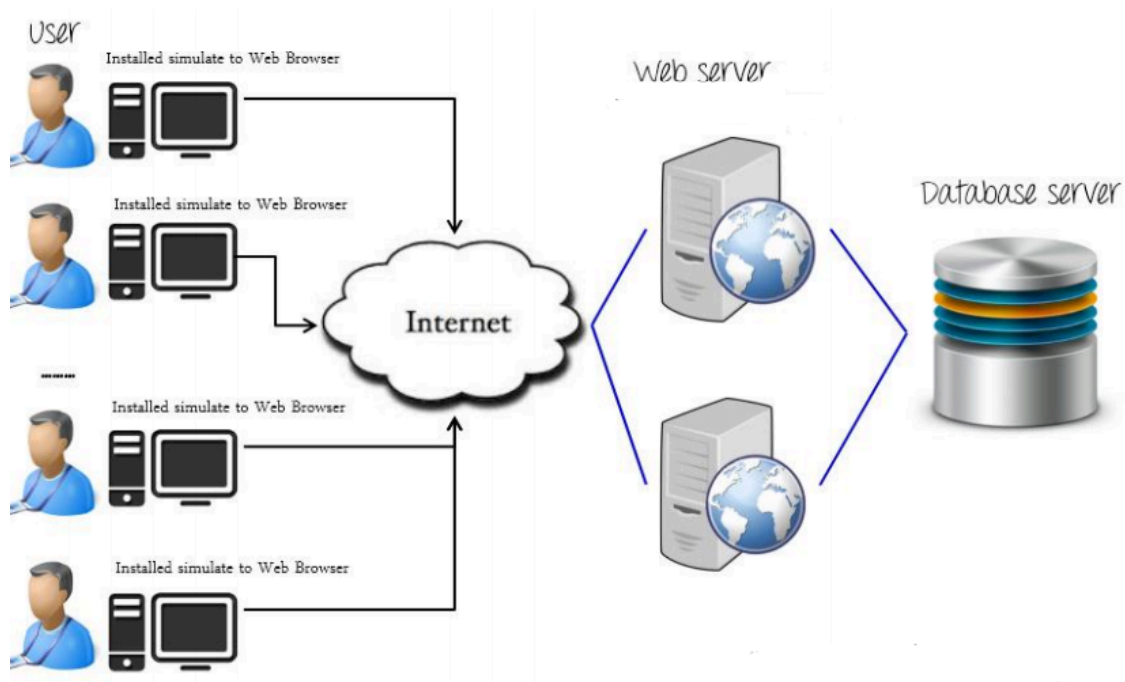 User
Installed simulate to Web Browser
Web server
Installed simulate to Web Browser
Database server
Internet
........
Installed simulate to Web Browser
Installed simulate to Web Browser